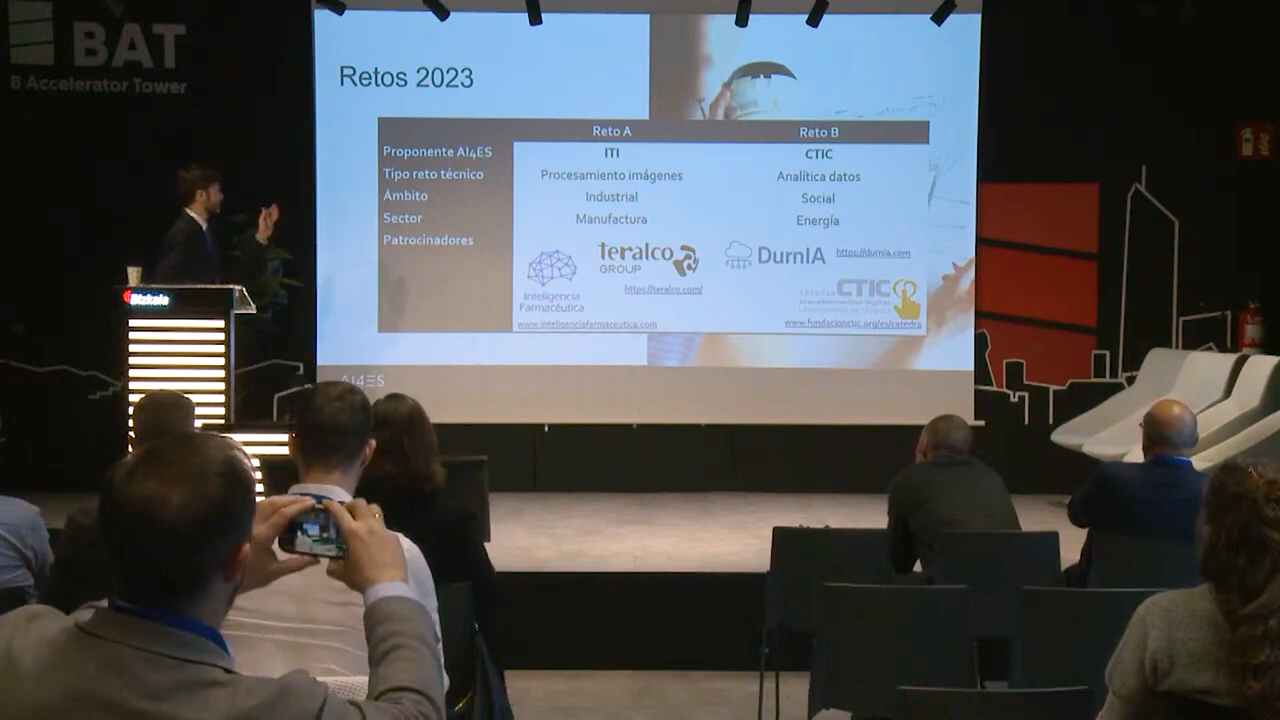 BAT
B Accelerator Tower
Retos 2023
Reto A Reto B
Proponente AI4ES ITI CTIC
Tipo reto técnico Procesamiento imágenes Analítica datos
Ámbito Industrial Social
Sector Manufactura Energía
Patrocinadores
teralco
GROUP
DurnIA
https://durnia.com
https://teralco.com/
Inteligencia
Farmacéutica
CTIC
www.inteligenciafarmaceutica.com
www.fundacionctic.org/es/catedra
AI4ES
Bizkaia